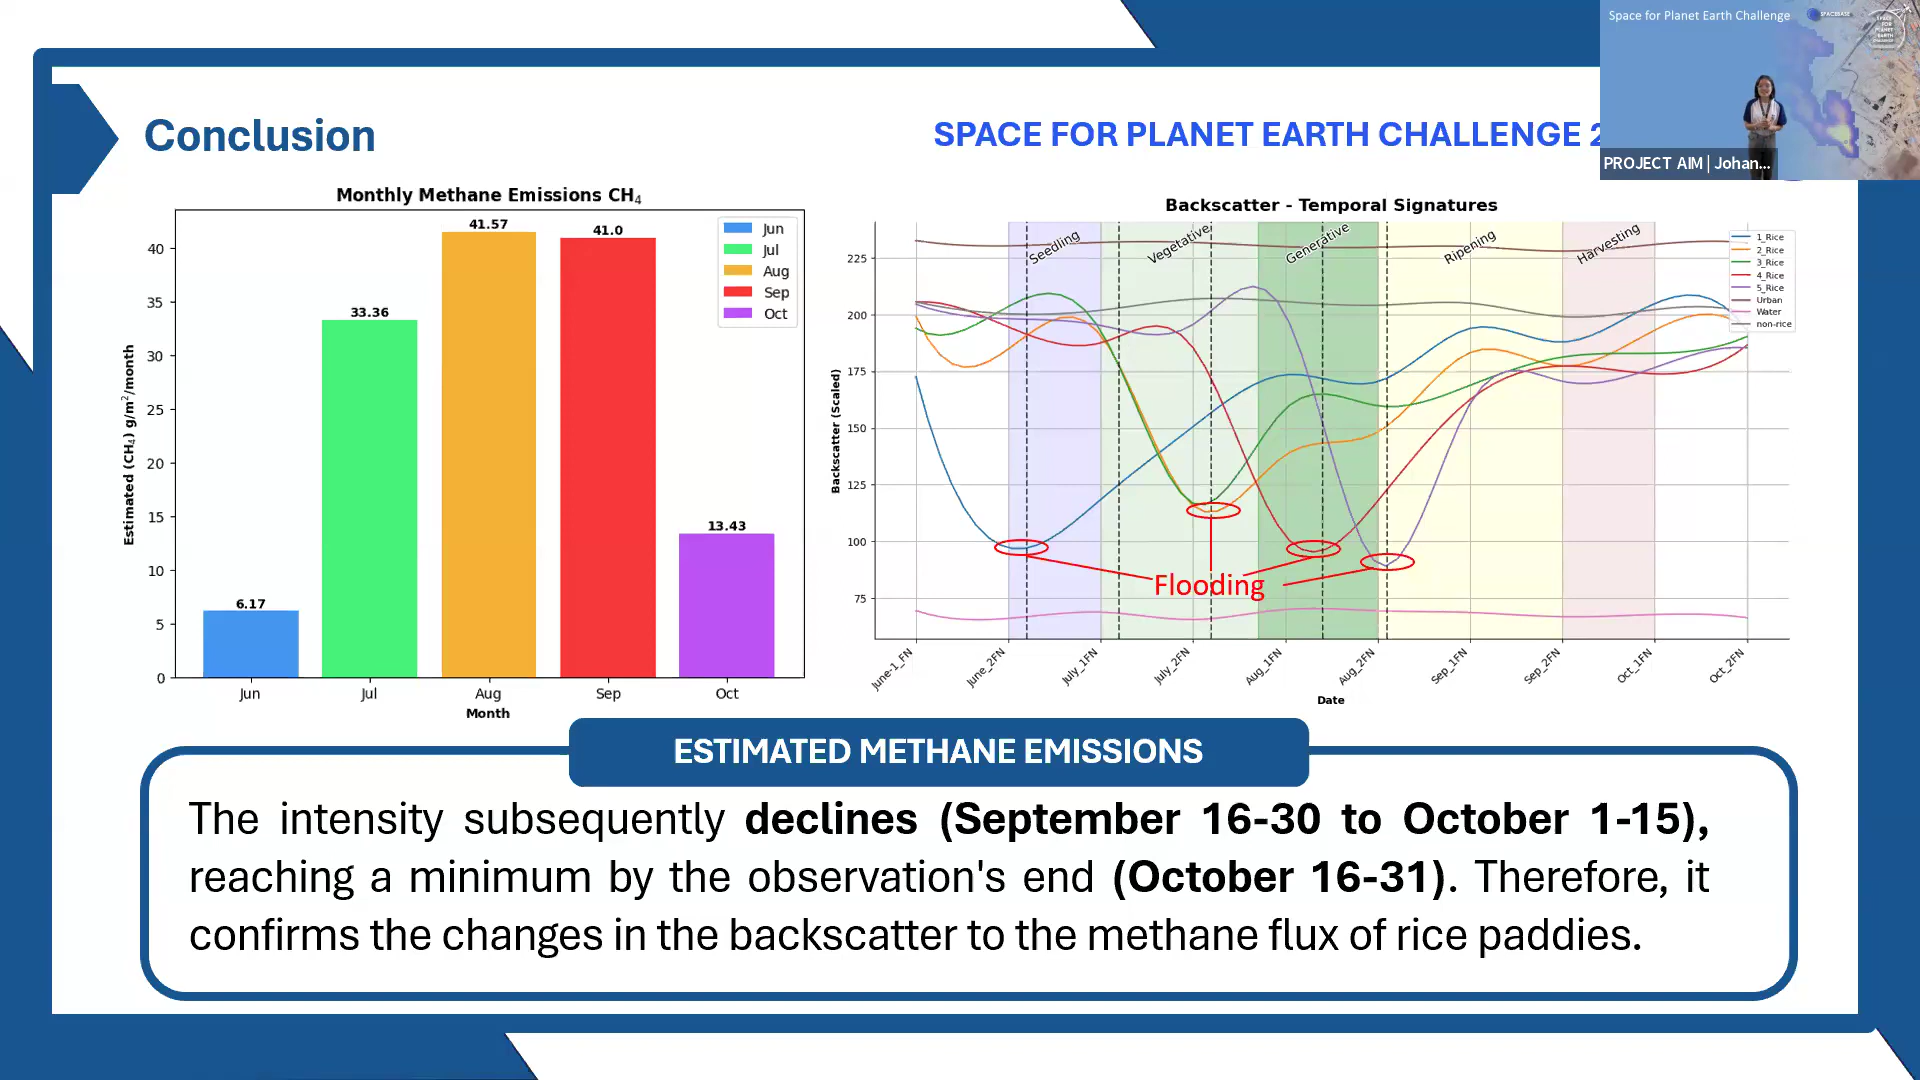 Space for Planet Earth Challenge
SPACEBASE
SPACE
FOR
PLANET
EARTH
PROJECT AIM | Johan...
Conclusion
SPACE FOR PLANET EARTH CHALLENGE 2
Monthly Methane Emissions CH₄
Estimated (CH₄) g/m²/month
40
35
30
25
20
15
10
5
0
6.17
33.36
41.57
41.0
13.43
Jun
Jul
Aug
Sep
Oct
Jun
Jul
Aug
Sep
Oct
Month
Backscatter - Temporal Signatures
Backscatter (Scaled)
225
200
175
150
125
100
75
Seedling
Vegetative
Generative
Ripening
Harvesting
1_Rice
2_Rice
3_Rice
4_Rice
5_Rice
Urban
Water
non-rice
Flooding
June-1_FN
June_2FN
July_1FN
July_2FN
Aug_1FN
Aug_2FN
Sep_1FN
Sep_2FN
Oct_1FN
Oct_2FN
Date
ESTIMATED METHANE EMISSIONS
The intensity subsequently declines (September 16-30 to October 1-15),
reaching a minimum by the observation's end (October 16-31). Therefore, it
confirms the changes in the backscatter to the methane flux of rice paddies.